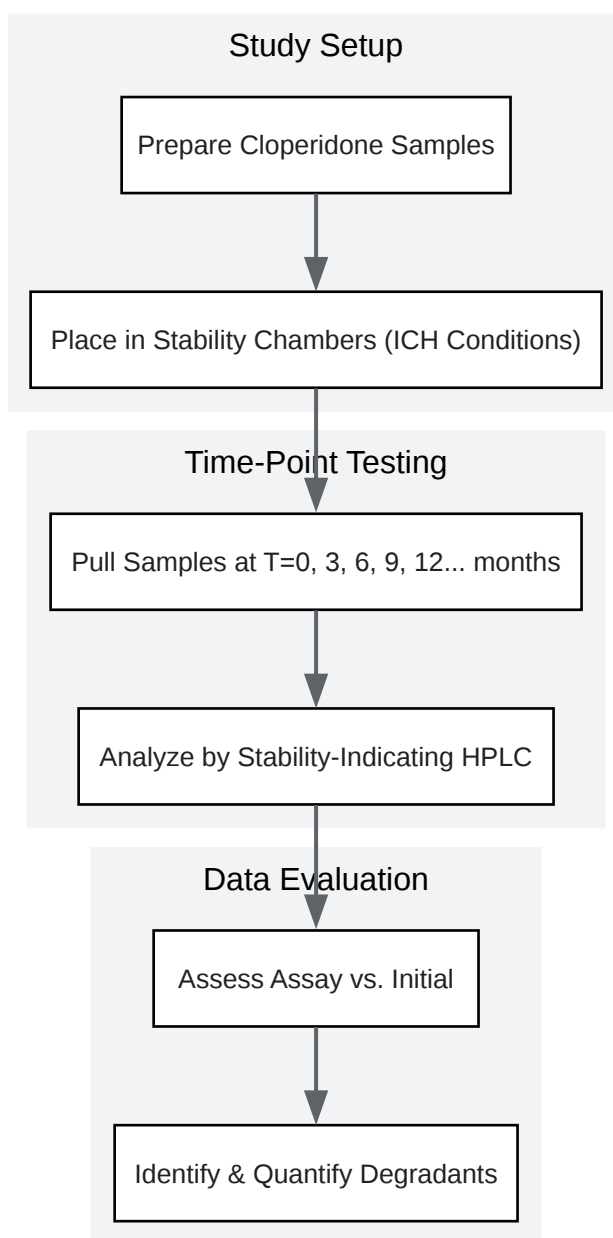 Study Setup
Prepare Cloperidone Samples
Place in Stability Chambers (ICH Conditions)
Time-Point Testing
Pull Samples at T=0, 3, 6, 9, 12... months
Analyze by Stability-Indicating HPLC
Data Evaluation
Assess Assay vs. Initial
Identify & Quantify Degradants